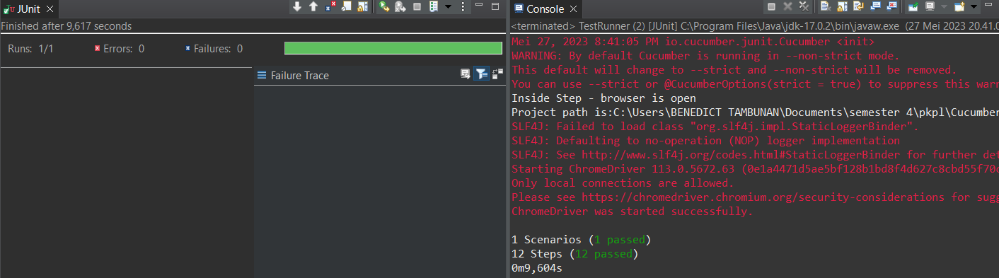 JUnit
Finished after 9,617 seconds
Runs: 1/1
Errors: 0
Failures: 0
Failure Trace
Console
<terminated> TestRunner (2) [JUnit] C:\Program Files\Java\jdk-17.0.2\bin\javaw.exe (27 Mei 2023 20.41.0
Mei 27, 2023 8:41:05 PM io.cucumber.junit.Cucumber <init>
WARNING: By default Cucumber is running in --non-strict mode.
This default will change to --strict and --non-strict will be removed.
You can use --strict or @CucumberOptions(strict = true) to suppress this warn
Inside Step - browser is open
Project path is:C:\Users\BENEDICT TAMBUNAN\Documents\semester 4\pkpl\Cucumber
SLF4J: Failed to load class "org.slf4j.impl.StaticLoggerBinder".
SLF4J: Defaulting to no-operation (NOP) logger implementation
SLF4J: See http://www.slf4j.org/codes.html#StaticLoggerBinder for further det
Starting ChromeDriver 113.0.5672.63 (0e1a4471d5ae5bf128b1bd8f4d627c8cbd55f70c
Only local connections are allowed.
Please see https://chromedriver.chromium.org/security-considerations for sugg
ChromeDriver was started successfully.
1 Scenarios (1 passed)
12 Steps (12 passed)
0m9,604s